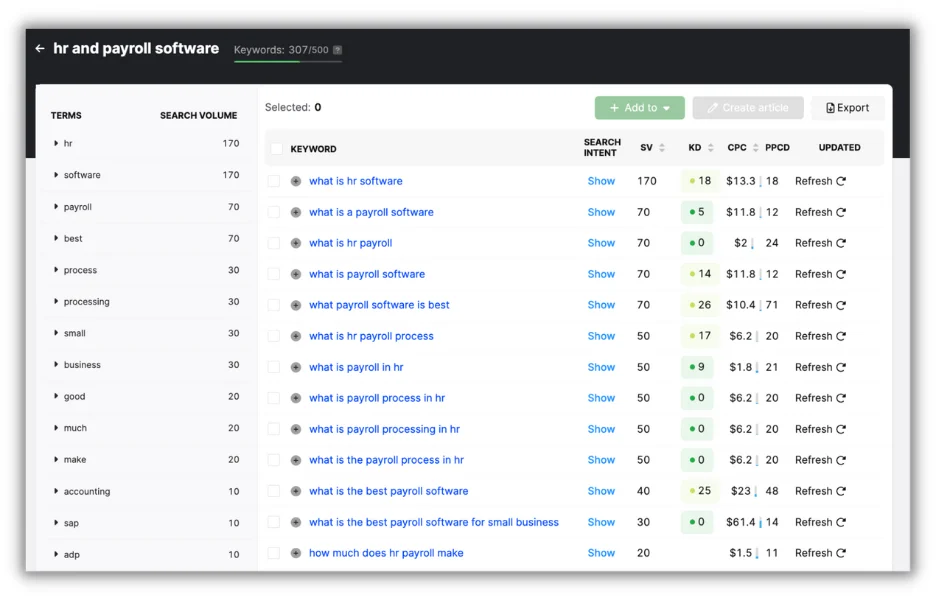 hr and payroll software Keywords: 307/500 ?
Selected: 0 Add to Create article Export
TERMS SEARCH VOLUME
hr 170
software 170
payroll 70
best 70
process 30
processing 30
small 30
business 30
good 20
much 20
make 20
accounting 10
sap 10
adp 10
KEYWORD SEARCH INTENT SV KD CPC PPCD UPDATED
what is hr software Show 170 18 $13.3 18 Refresh
what is a payroll software Show 70 5 $11.8 12 Refresh
what is hr payroll Show 70 0 $2 24 Refresh
what is payroll software Show 70 14 $11.8 12 Refresh
what payroll software is best Show 70 26 $10.4 71 Refresh
what is hr payroll process Show 50 17 $6.2 20 Refresh
what is payroll in hr Show 50 9 $1.8 21 Refresh
what is payroll process in hr Show 50 0 $6.2 20 Refresh
what is payroll processing in hr Show 50 0 $6.2 20 Refresh
what is the payroll process in hr Show 50 0 $6.2 20 Refresh
what is the best payroll software Show 40 25 $23 48 Refresh
what is the best payroll software for small business Show 30 0 $61.4 14 Refresh
how much does hr payroll make Show 20 $1.5 11 Refresh